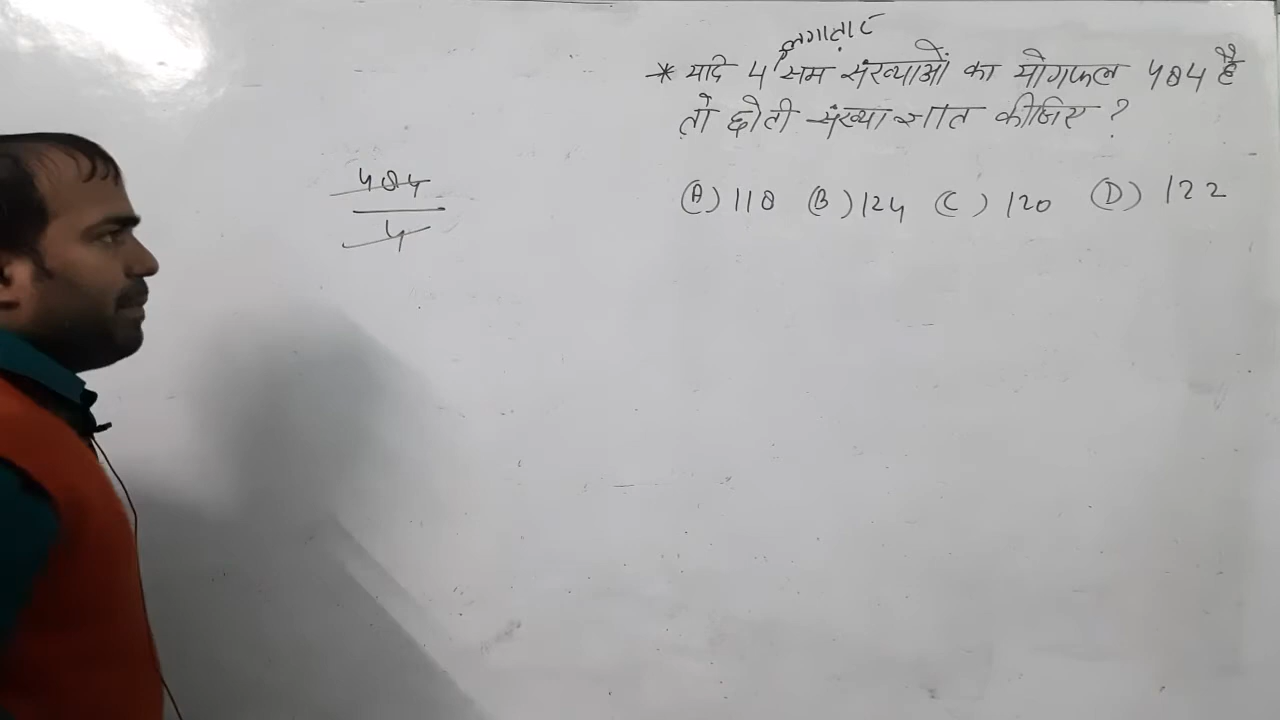 लगातार
* यदि 4 सम संख्याओं का योगफल 484 है
तो छोटी संख्या ज्ञात कीजिए ?
(A) 118 (B) 124 (C) 120 (D) 122
484
4